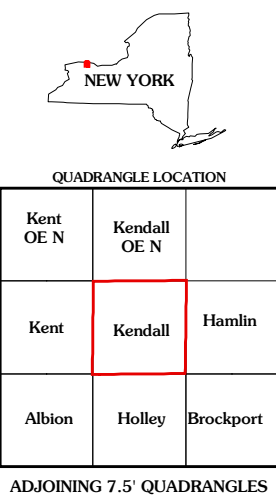 NEW YORK
QUADRANGLE LOCATION
Kent
OE N
Kendall
OE N
Kent
Kendall
Hamlin
Albion
Holley
Brockport
ADJOINING 7.5' QUADRANGLES